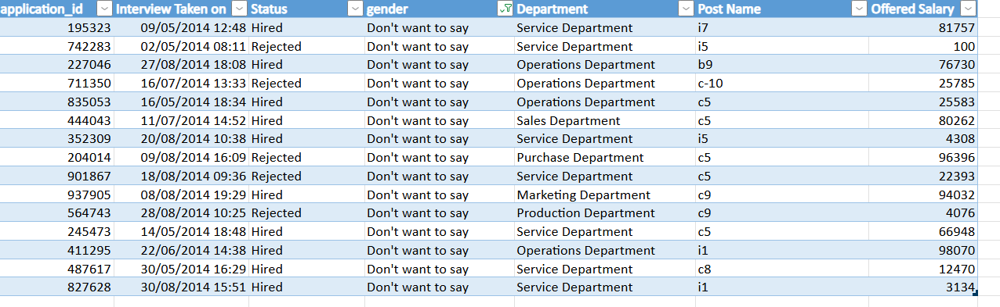 application_id Interview Taken on Status gender Department Post Name Offered Salary
195323 09/05/2014 12:48 Hired Don't want to say Service Department i7 81757
742283 02/05/2014 08:11 Rejected Don't want to say Service Department i5 100
227046 27/08/2014 18:08 Hired Don't want to say Operations Department b9 76730
711350 16/07/2014 13:33 Rejected Don't want to say Operations Department c-10 25785
835053 16/05/2014 18:34 Hired Don't want to say Operations Department c5 25583
444043 11/07/2014 14:52 Hired Don't want to say Sales Department c5 80262
352309 20/08/2014 10:38 Hired Don't want to say Service Department i5 4308
204014 09/08/2014 16:09 Rejected Don't want to say Purchase Department c5 96396
901867 18/08/2014 09:36 Rejected Don't want to say Service Department c5 22393
937905 08/08/2014 19:29 Hired Don't want to say Marketing Department c9 94032
564743 28/08/2014 10:25 Rejected Don't want to say Production Department c9 4076
245473 14/05/2014 18:48 Hired Don't want to say Service Department c5 66948
411295 22/06/2014 14:38 Hired Don't want to say Operations Department i1 98070
487617 30/05/2014 16:29 Hired Don't want to say Service Department c8 12470
827628 30/08/2014 15:51 Hired Don't want to say Service Department i1 3134